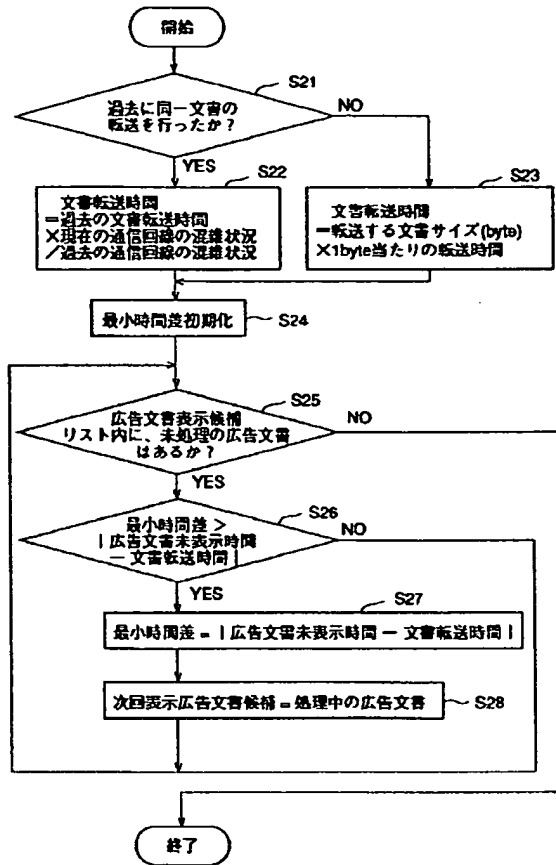 開始
S21
過去に同一文書の
転送を行ったか？
NO
YES
S22
文書転送時間
＝過去の文書転送時間
×現在の通信回線の混雑状況
／過去の通信回線の混雑状況
S23
文書転送時間
＝転送する文書サイズ(byte)
×1byte当たりの転送時間
最小時間差初期化
S24
S25
広告文書表示候補
リスト内に、未処理の広告文書
はあるか？
NO
YES
S26
最小時間差＞
｜広告文書未表示時間
－文書転送時間｜
NO
YES
S27
最小時間差＝｜広告文書未表示時間－文書転送時間｜
次回表示広告文書候補＝処理中の広告文書
S28
終了